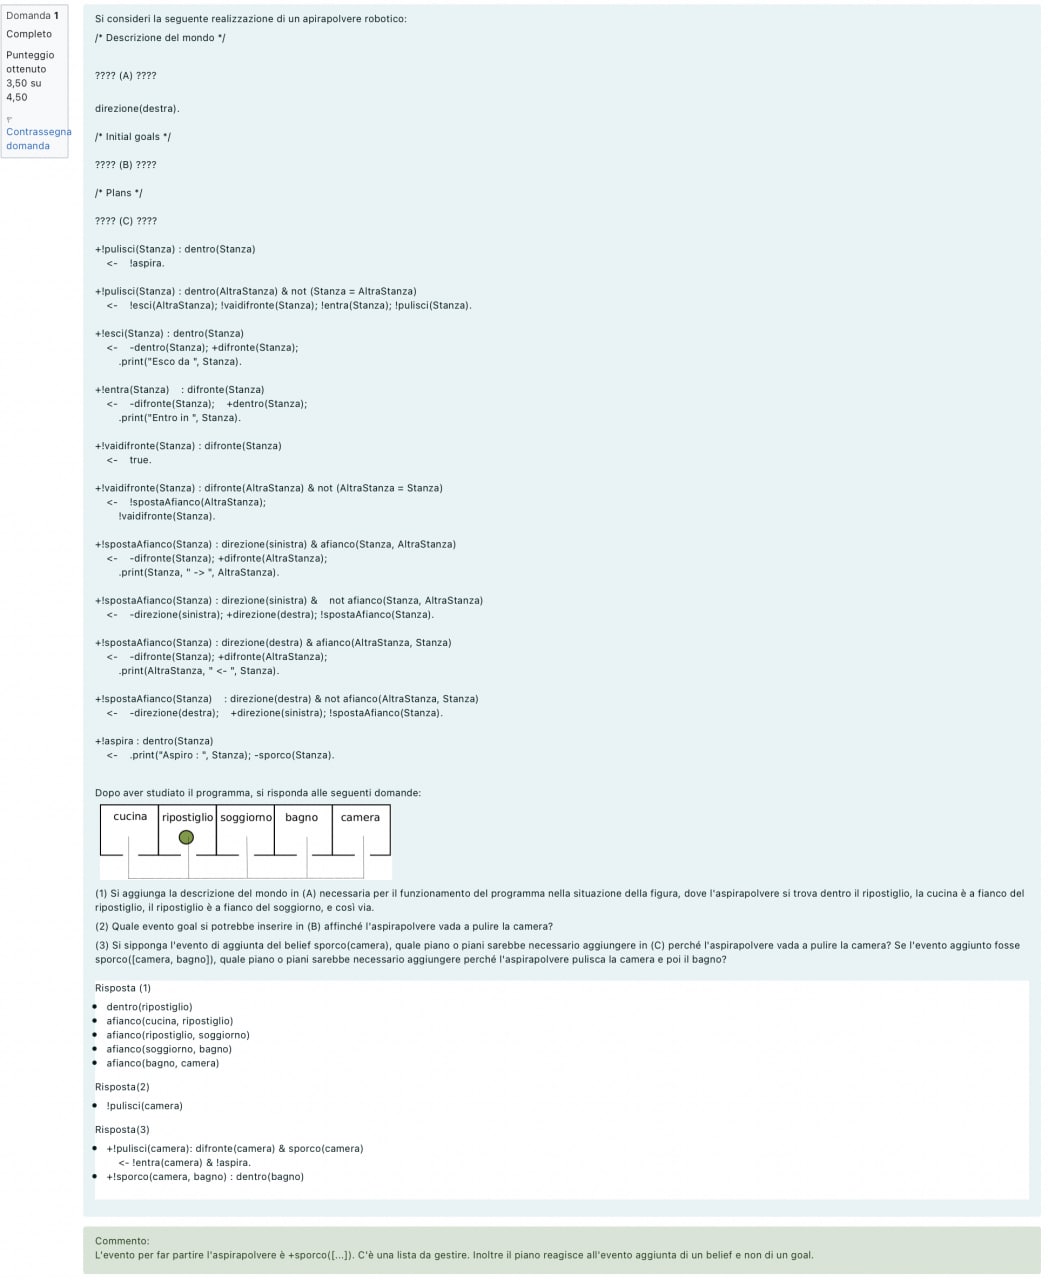 Domanda 1
Completo
Punteggio
ottenuto
3,50 su
4,50
Contrassegna
domanda
Si consideri la seguente realizzazione di un apirapolvere robotico:
/* Descrizione del mondo */
???? (A) ????
direzione(destra).
/* Initial goals */
???? (B) ????
/* Plans */
???? (C) ????
+!pulisci(Stanza) : dentro(Stanza)
<- !aspira.
+!pulisci(Stanza) : dentro(AltraStanza) & not (Stanza = AltraStanza)
<- !esci(AltraStanza); !vaidifronte(Stanza); !entra(Stanza); !pulisci(Stanza).
+!esci(Stanza) : dentro(Stanza)
<- -dentro(Stanza); +difronte(Stanza);
.print("Esco da ", Stanza).
+!entra(Stanza) : difronte(Stanza)
<- -difronte(Stanza); +dentro(Stanza);
.print("Entro in ", Stanza).
+!vaidifronte(Stanza) : difronte(Stanza)
<- true.
+!vaidifronte(Stanza) : difronte(AltraStanza) & not (AltraStanza = Stanza)
<- !spostaAfianco(AltraStanza);
!vaidifronte(Stanza).
+!spostaAfianco(Stanza) : direzione(sinistra) & afianco(Stanza, AltraStanza)
<- -difronte(Stanza); +difronte(AltraStanza);
.print(Stanza, " -> ", AltraStanza).
+!spostaAfianco(Stanza) : direzione(sinistra) & not afianco(Stanza, AltraStanza)
<- -direzione(sinistra); +direzione(destra); !spostaAfianco(Stanza).
+!spostaAfianco(Stanza) : direzione(destra) & afianco(AltraStanza, Stanza)
<- -difronte(Stanza); +difronte(AltraStanza);
.print(AltraStanza, " <- ", Stanza).
+!spostaAfianco(Stanza) : direzione(destra) & not afianco(AltraStanza, Stanza)
<- -direzione(destra); +direzione(sinistra); !spostaAfianco(Stanza).
+!aspira : dentro(Stanza)
<- .print("Aspiro : ", Stanza); -sporco(Stanza).
Dopo aver studiato il programma, si risponda alle seguenti domande:
cucina ripostiglio soggiorno bagno camera
(1) Si aggiunga la descrizione del mondo in (A) necessaria per il funzionamento del programma nella situazione della figura, dove l'aspirapolvere si trova dentro il ripostiglio, la cucina è a fianco del
ripostiglio, il ripostiglio è a fianco del soggiorno, e così via.
(2) Quale evento goal si potrebbe inserire in (B) affinché l'aspirapolvere vada a pulire la camera?
(3) Si sipponga l'evento di aggiunta del belief sporco(camera), quale piano o piani sarebbe necessario aggiungere in (C) perché l'aspirapolvere vada a pulire la camera? Se l'evento aggiunto fosse
sporco([camera, bagno]), quale piano o piani sarebbe necessario aggiungere perché l'aspirapolvere pulisca la camera e poi il bagno?
Risposta (1)
dentro(ripostiglio)
afianco(cucina, ripostiglio)
afianco(ripostiglio, soggiorno)
afianco(soggiorno, bagno)
afianco(bagno, camera)
Risposta(2)
!pulisci(camera)
Risposta(3)
+!pulisci(camera): difronte(camera) & sporco(camera)
<- !entra(camera) & !aspira.
+!sporco(camera, bagno) : dentro(bagno)
Commento:
L'evento per far partire l'aspirapolvere è +sporco([...]). C'è una lista da gestire. Inoltre il piano reagisce all'evento aggiunta di un belief e non di un goal.